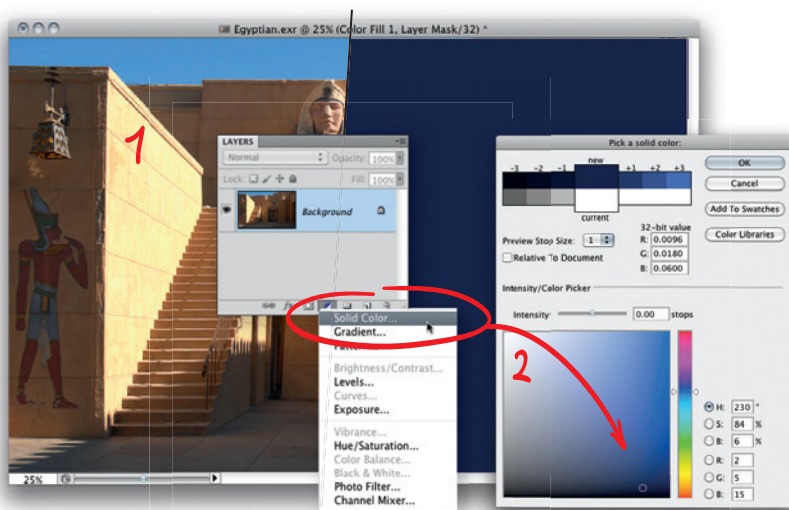 Egyptian.exr @ 25% (Color Fill 1, Layer Mask/32) *
1
LAYERS
Normal
Opacity: 100%
Lock:
Fill: 100%
Background
fx
Solid Color...
Gradient...
Brightness/Contrast...
Levels...
Curves...
Exposure...
Vibrance...
Hue/Saturation...
Color Balance...
Black & White...
Photo Filter...
Channel Mixer...
25%
Pick a solid color:
-3 -2 -1 new +1 +2 +3
current
OK
Cancel
Add To Swatches
Color Libraries
Preview Stop Size: 1
Relative To Document
32-bit value
R: 0.0096
G: 0.0180
B: 0.0600
Intensity/Color Picker
Intensity 0.00 stops
2
H: 230 °
S: 84 %
B: 6 %
R: 2
G: 5
B: 15